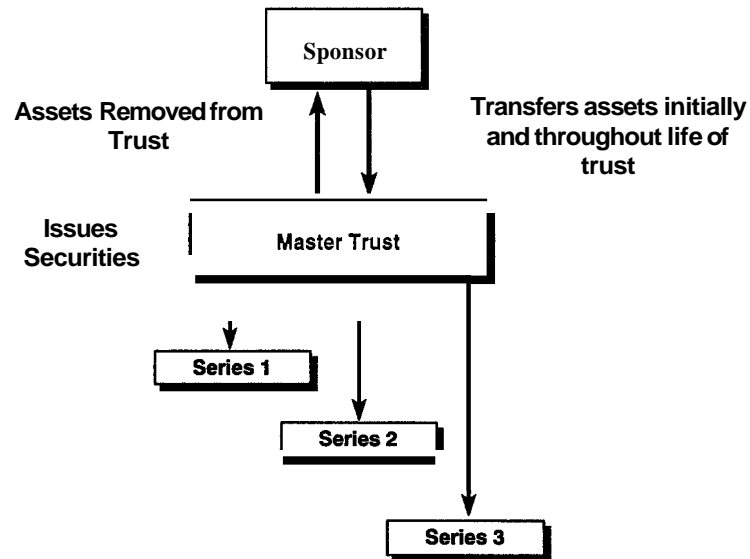 Sponsor
Assets Removed from
Trust
Transfers assets initially
and throughout life of
trust
Issues
Securities
Master Trust
Series 1
Series 2
Series 3